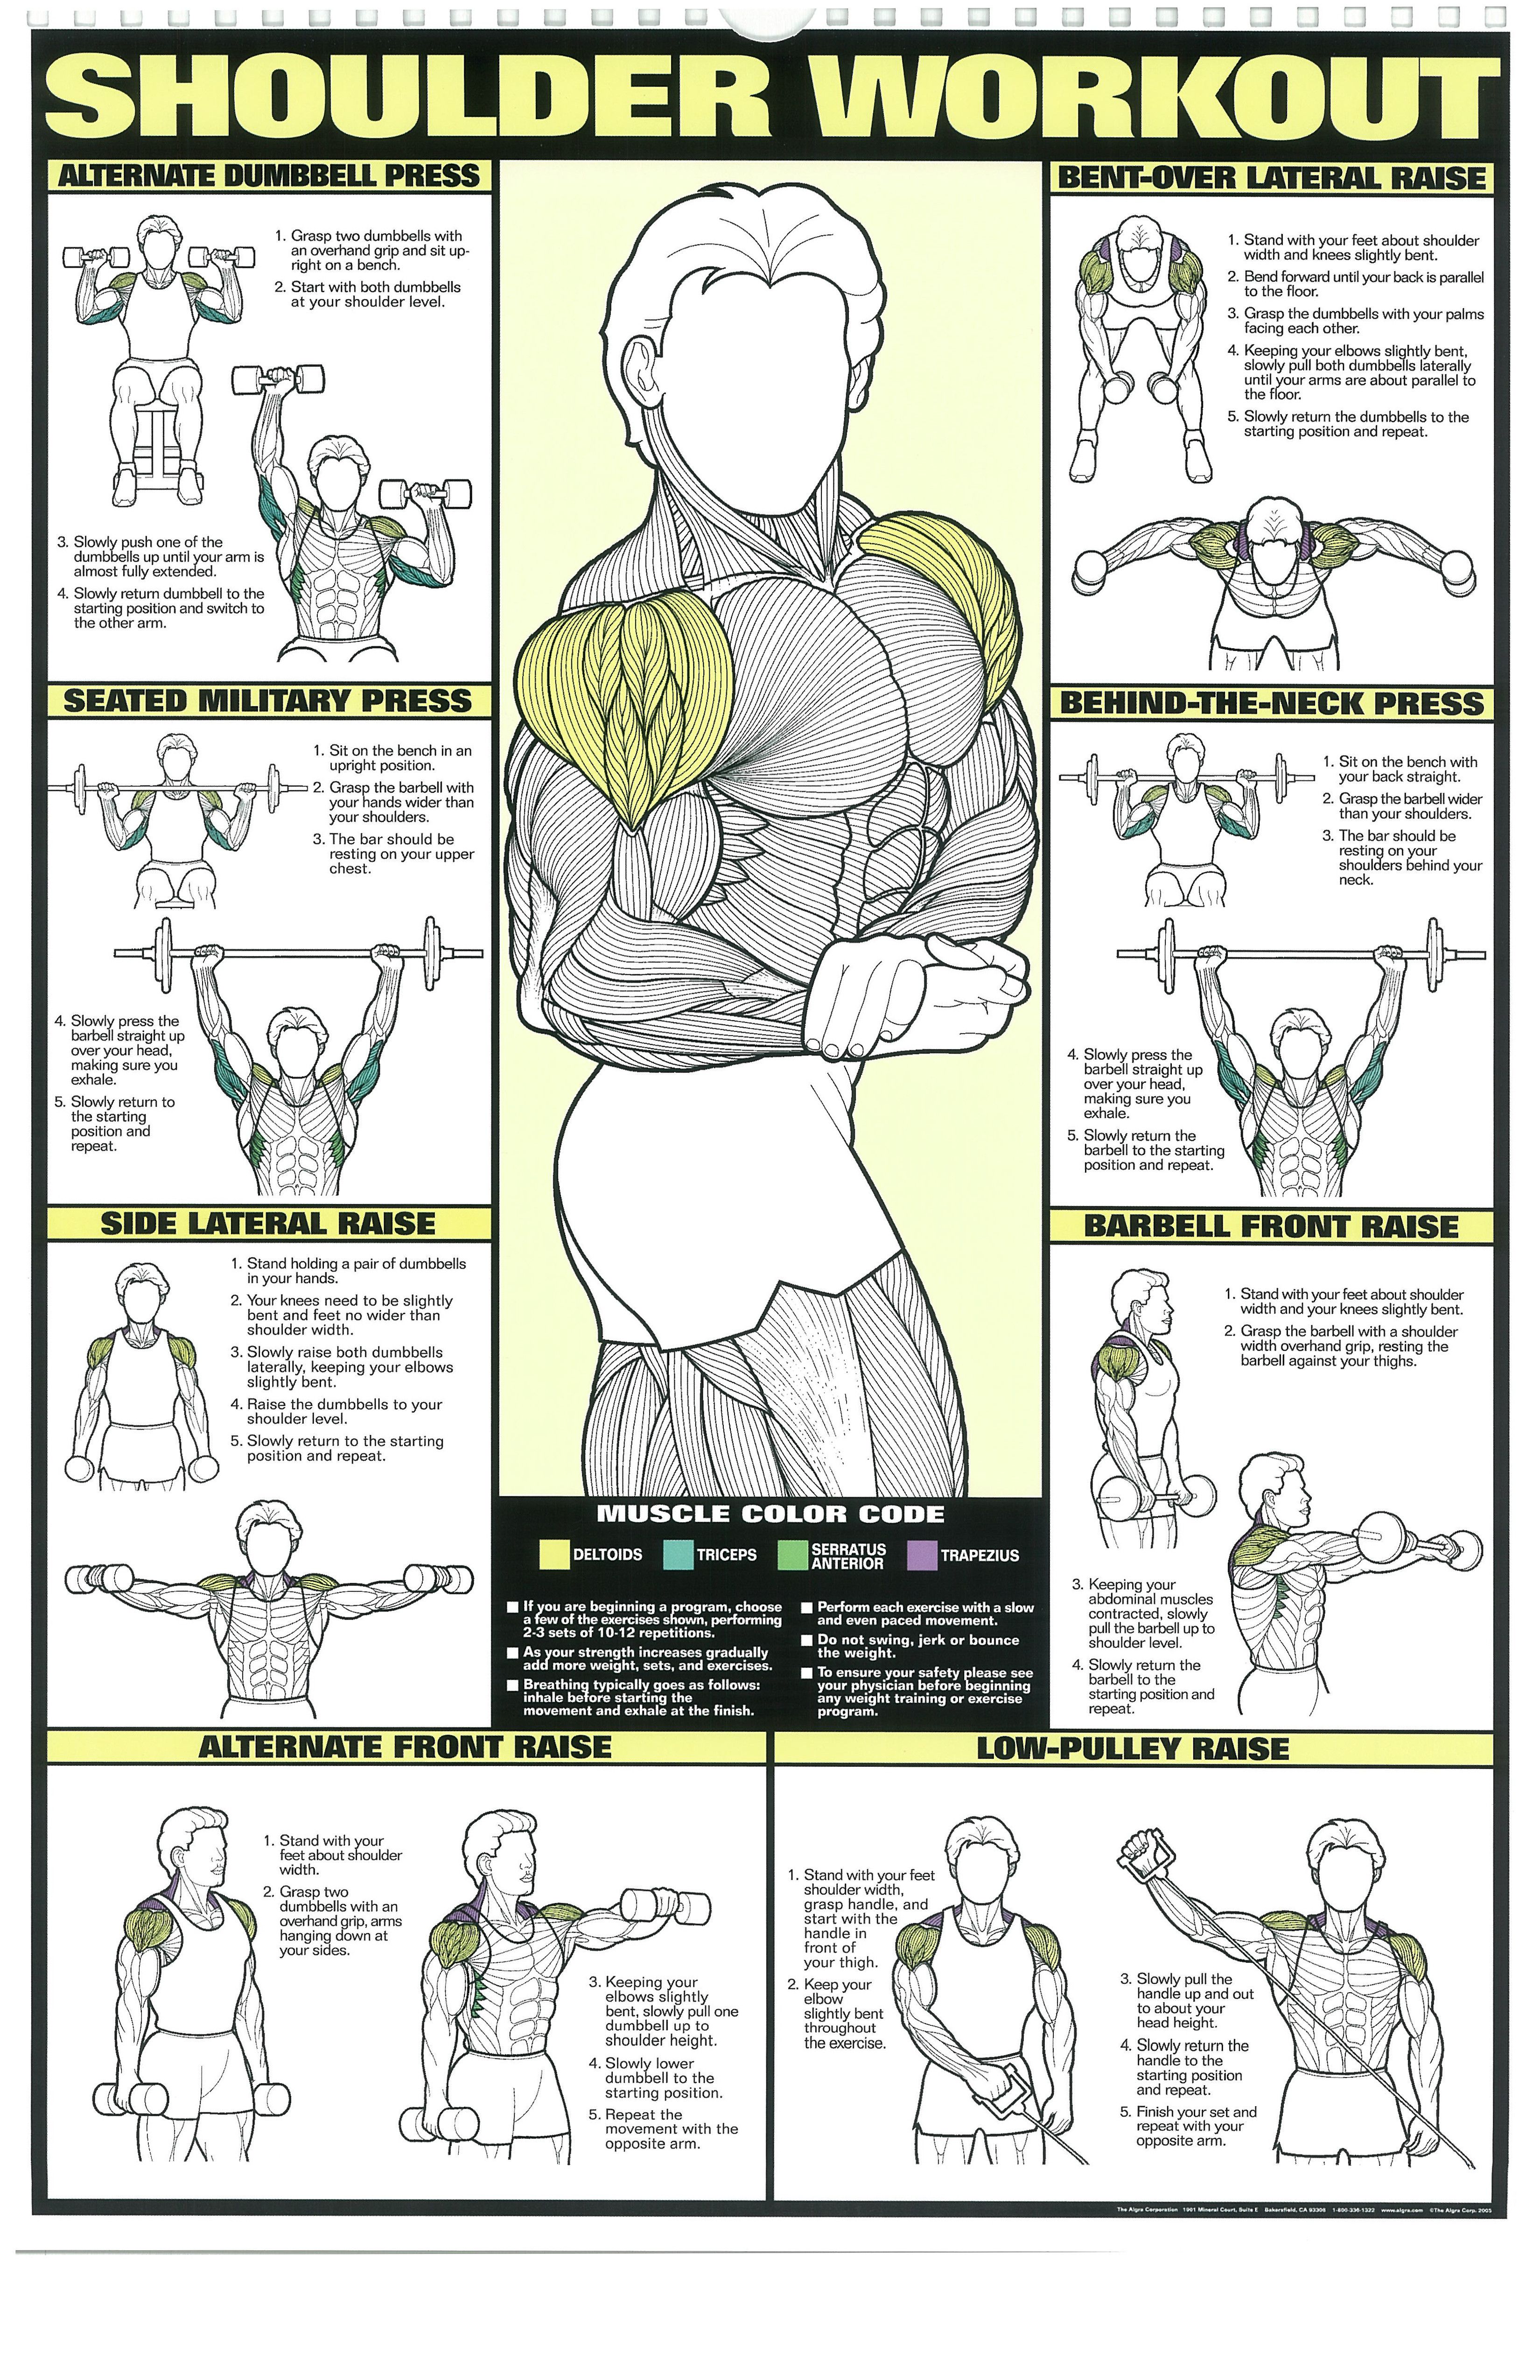 SHOULDER WORKOUT
ALTERNATE DUMBBELL PRESS
1. Grasp two dumbbells with
an overhand grip and sit up-
right on a bench.
2. Start with both dumbbells
at your shoulder level.
3. Slowly push one of the
dumbbells up until your arm is
almost fully extended.
4. Slowly return dumbbell to the
starting position and switch to
the other arm.
SEATED MILITARY PRESS
1. Sit on the bench in an
upright position.
2. Grasp the barbell with
your hands wider than
your shoulders.
3. The bar should be
resting on your upper
chest.
4. Slowly press the
barbell straight up
over your head,
making sure you
exhale.
5. Slowly return to
the starting
position and
repeat.
SIDE LATERAL RAISE
1. Stand holding a pair of dumbbells
in your hands.
2. Your knees need to be slightly
bent and feet no wider than
shoulder width.
3. Slowly raise both dumbbells
laterally, keeping your elbows
slightly bent.
4. Raise the dumbbells to your
shoulder level.
5. Slowly return to the starting
position and repeat.
BENT-OVER LATERAL RAISE
1. Stand with your feet about shoulder
width and knees slightly bent.
2. Bend forward until your back is parallel
to the floor.
3. Grasp the dumbbells with your palms
facing each other.
4. Keeping your elbows slightly bent,
slowly pull both dumbbells laterally
until your arms are about parallel to
the floor.
5. Slowly return the dumbbells to the
starting position and repeat.
BEHIND-THE-NECK PRESS
1. Sit on the bench with
your back straight.
2. Grasp the barbell wider
than your shoulders.
3. The bar should be
resting on your
shoulders behind your
neck.
4. Slowly press the
barbell straight up
over your head,
making sure you
exhale.
5. Slowly return the
barbell to the starting
position and repeat.
BARBELL FRONT RAISE
1. Stand with your feet about shoulder
width and your knees slightly bent.
2. Grasp the barbell with a shoulder
width overhand grip, resting the
barbell against your thighs.
3. Keeping your
abdominal muscles
contracted, slowly
pull the barbell up to
shoulder level.
4. Slowly return the
barbell to the
starting position and
repeat.
MUSCLE COLOR CODE
DELTOIDS
TRICEPS
SERRATUS
ANTERIOR
TRAPEZIUS
If you are beginning a program, choose
a few of the exercises shown, performing
2-3 sets of 10-12 repetitions.
As your strength increases gradually
add more weight, sets, and exercises.
Breathing typically goes as follows:
inhale before starting the
movement and exhale at the finish.
Perform each exercise with a slow
and even paced movement.
Do not swing, jerk or bounce
the weight.
To ensure your safety please see
your physician before beginning
any weight training or exercise
program.
ALTERNATE FRONT RAISE
1. Stand with your
feet about shoulder
width.
2. Grasp two
dumbbells with an
overhand grip, arms
hanging down at
your sides.
3. Keeping your
elbows slightly
bent, slowly pull one
dumbbell up to
shoulder height.
4. Slowly lower
dumbbell to the
starting position.
5. Repeat the
movement with the
opposite arm.
LOW-PULLEY RAISE
1. Stand with your feet
shoulder width,
grasp handle, and
start with the
handle in
front of
your thigh.
2. Keep your
elbow
slightly bent
throughout
the exercise.
3. Slowly pull the
handle up and out
to about your
head height.
4. Slowly return the
handle to the
starting position
and repeat.
5. Finish your set and
repeat with your
opposite arm.
The Algra Corporation 1901 Mineral Court, Suite E Bakersfield, CA 93308 1-800-336-1322 www.algra.com ©The Algra Corp. 2005